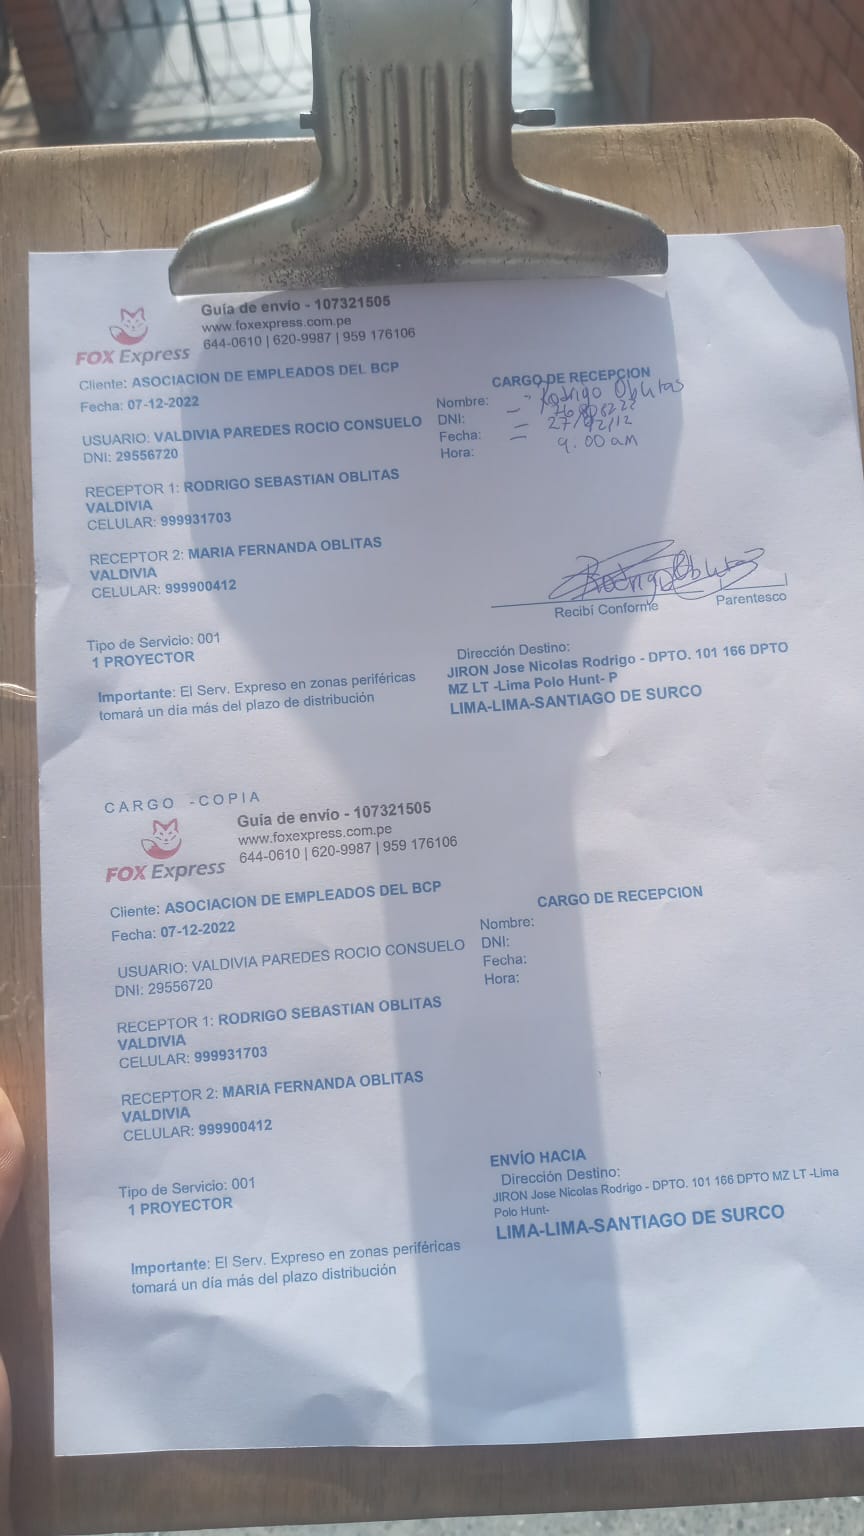 Guía de envío - 107321505
www.foxexpress.com.pe
644-0610 | 620-9987 | 959 176106
FOX Express
Cliente: ASOCIACION DE EMPLEADOS DEL BCP
Fecha: 07-12-2022
USUARIO: VALDIVIA PAREDES ROCIO CONSUELO
DNI: 29556720
RECEPTOR 1: RODRIGO SEBASTIAN OBLITAS
VALDIVIA
CELULAR: 999931703
RECEPTOR 2: MARIA FERNANDA OBLITAS
VALDIVIA
CELULAR: 999900412
Tipo de Servicio: 001
1 PROYECTOR
Importante: El Serv. Expreso en zonas periféricas
tomará un día más del plazo de distribución
CARGO DE RECEPCION
Nombre: Rodrigo Oblitas
DNI:
Fecha:
Hora: 9.00 am
Rodrigo Oblitas
Recibí Conforme Parentesco
Dirección Destino:
JIRON Jose Nicolas Rodrigo - DPTO. 101 166 DPTO
MZ LT -Lima Polo Hunt- P
LIMA-LIMA-SANTIAGO DE SURCO
CARGO -COPIA
Guía de envío - 107321505
www.foxexpress.com.pe
644-0610 | 620-9987 | 959 176106
FOX Express
Cliente: ASOCIACION DE EMPLEADOS DEL BCP
Fecha: 07-12-2022
USUARIO: VALDIVIA PAREDES ROCIO CONSUELO
DNI: 29556720
RECEPTOR 1: RODRIGO SEBASTIAN OBLITAS
VALDIVIA
CELULAR: 999931703
RECEPTOR 2: MARIA FERNANDA OBLITAS
VALDIVIA
CELULAR: 999900412
Tipo de Servicio: 001
1 PROYECTOR
Importante: El Serv. Expreso en zonas periféricas
tomará un día más del plazo distribución
CARGO DE RECEPCION
Nombre:
DNI:
Fecha:
Hora:
ENVÍO HACIA
Dirección Destino:
JIRON Jose Nicolas Rodrigo - DPTO. 101 166 DPTO MZ LT -Lima
Polo Hunt-
LIMA-LIMA-SANTIAGO DE SURCO